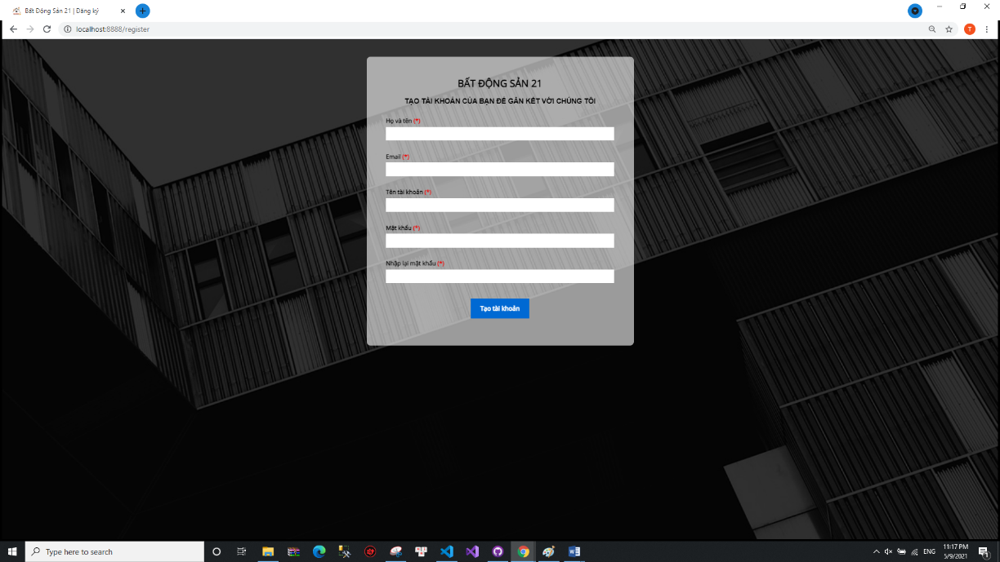 Bất Động Sản 21 | Đăng ký
localhost:8888/register
T
BẤT ĐỘNG SẢN 21
TẠO TÀI KHOẢN CỦA BẠN ĐỂ GẮN KẾT VỚI CHÚNG TÔI
Họ và tên (*)
Email (*)
Tên tài khoản (*)
Mật khẩu (*)
Nhập lại mật khẩu (*)
Tạo tài khoản
Type here to search
ENG
11:17 PM
5/9/2021
1